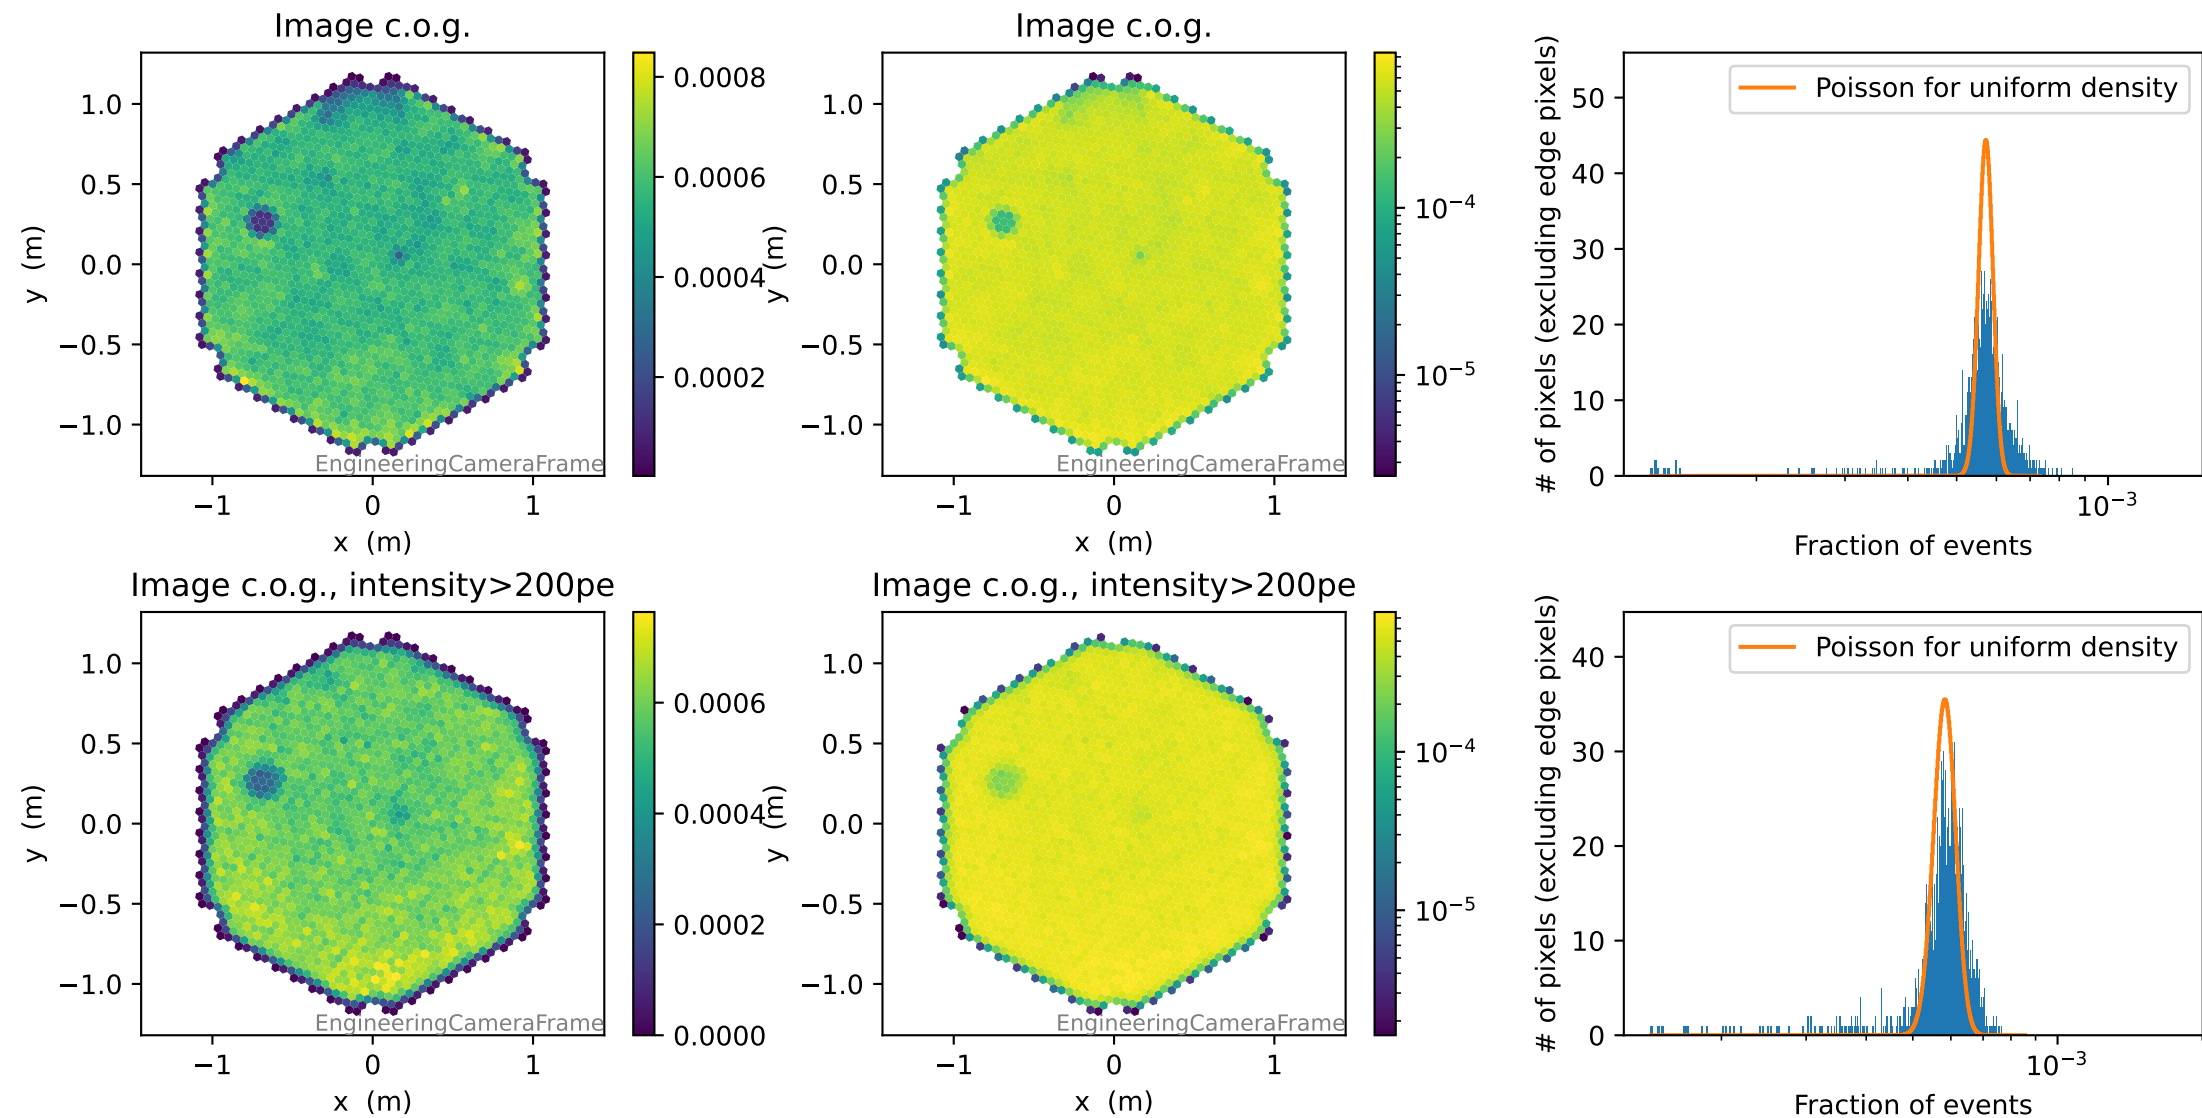 Image c.o.g.
1.0
0.5
0.0
−0.5
−1.0
−1
0
1
y (m)
x (m)
EngineeringCameraFrame
0.0008
0.0006
0.0004
0.0002
Image c.o.g.
1.0
0.5
0.0
−0.5
−1.0
−1
0
1
y (m)
x (m)
EngineeringCameraFrame
10⁻⁴
10⁻⁵
Poisson for uniform density
50
40
30
20
10
0
# of pixels (excluding edge pixels)
10⁻³
Fraction of events
Image c.o.g., intensity>200pe
1.0
0.5
0.0
−0.5
−1.0
−1
0
1
y (m)
x (m)
EngineeringCameraFrame
0.0006
0.0004
0.0002
0.0000
Image c.o.g., intensity>200pe
1.0
0.5
0.0
−0.5
−1.0
−1
0
1
y (m)
x (m)
EngineeringCameraFrame
10⁻⁴
10⁻⁵
Poisson for uniform density
40
30
20
10
0
# of pixels (excluding edge pixels)
10⁻³
Fraction of events